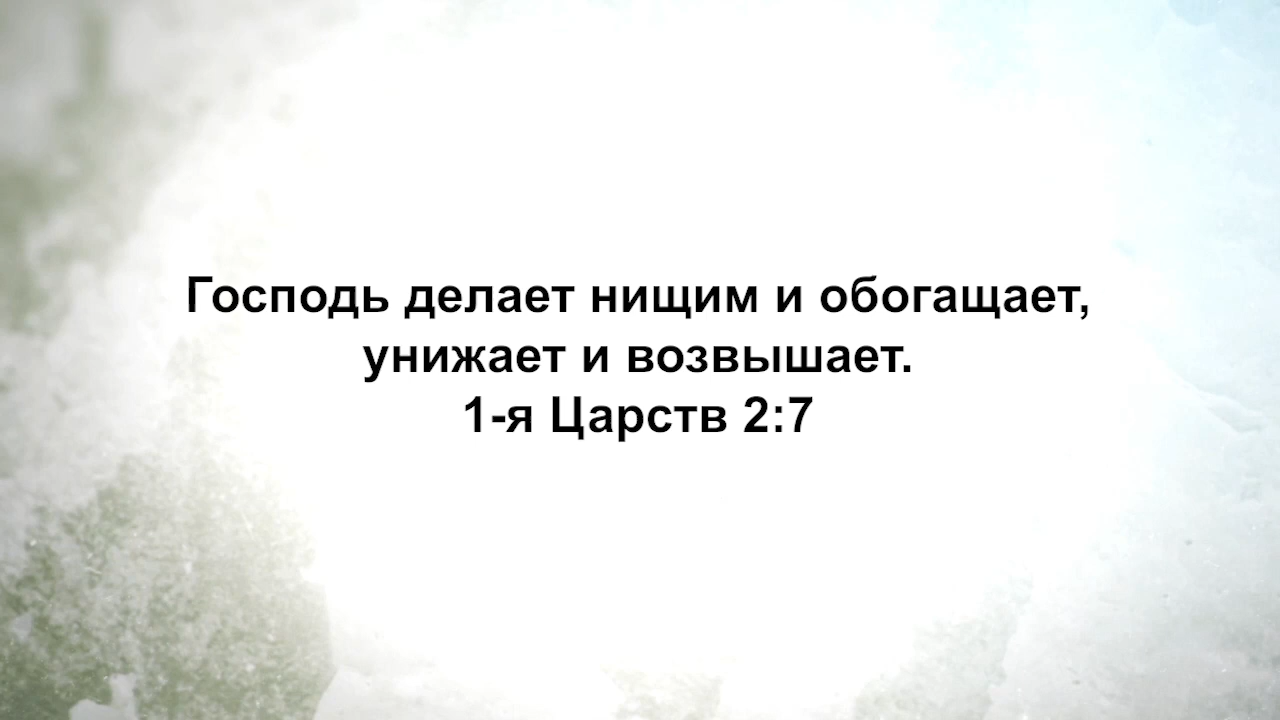 Господь делает нищим и обогащает,
унижает и возвышает.
1-я Царств 2:7